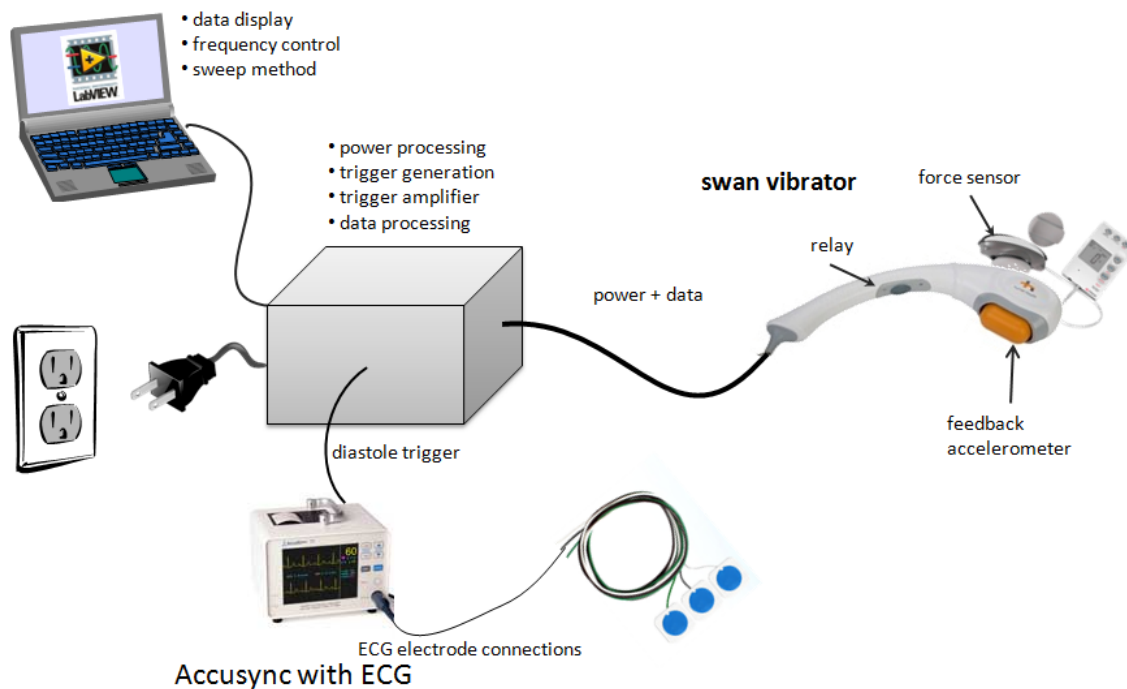 • data display
• frequency control
• sweep method
LabVIEW
• power processing
• trigger generation
• trigger amplifier
• data processing
swan vibrator
force sensor
relay
power + data
feedback
accelerometer
diastole trigger
60
ECG electrode connections
Accusync with ECG